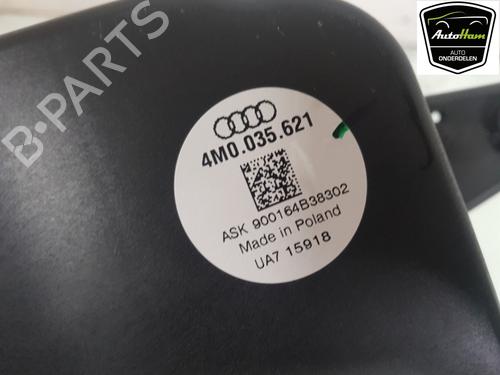 AutoHam
AUTO
ONDERDELEN
B-PARTS
4M0.035.621
ASK 900164B38302
Made in Poland
UA7 15918